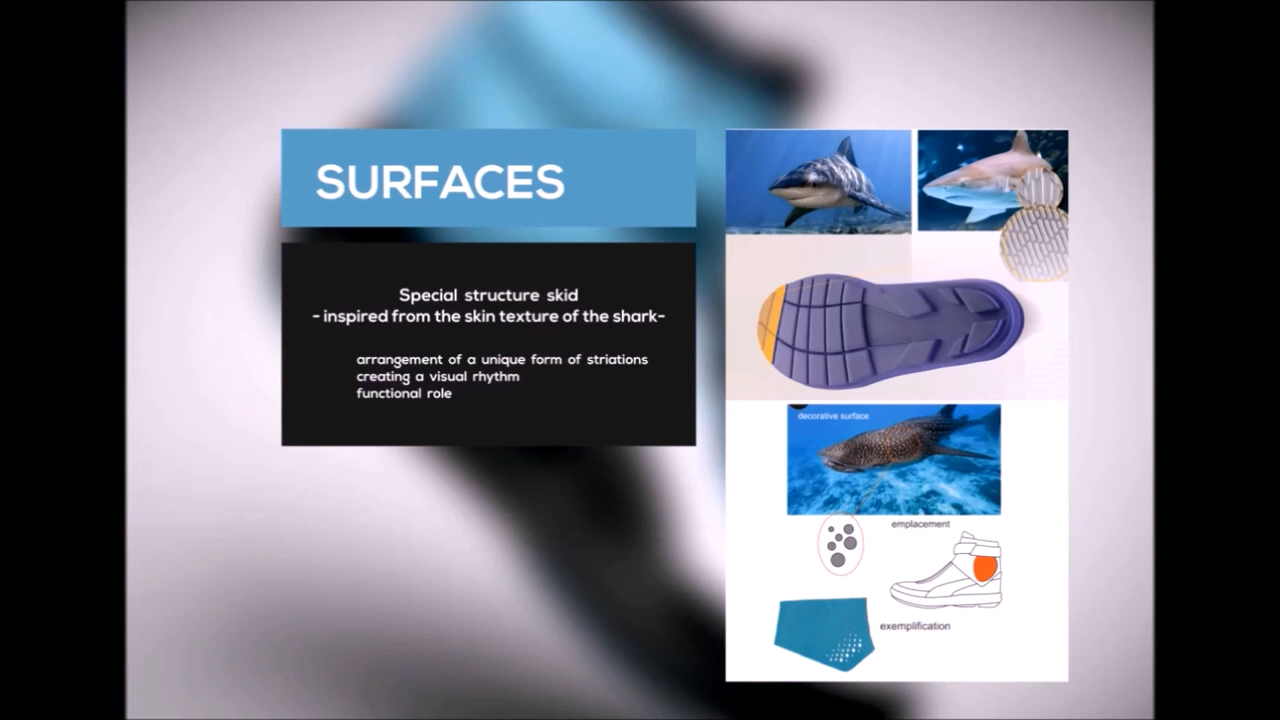 SURFACES
Special structure skid
- inspired from the skin texture of the shark-
arrangement of a unique form of striations
creating a visual rhythm
functional role
decorative surface
emplacement
exemplification